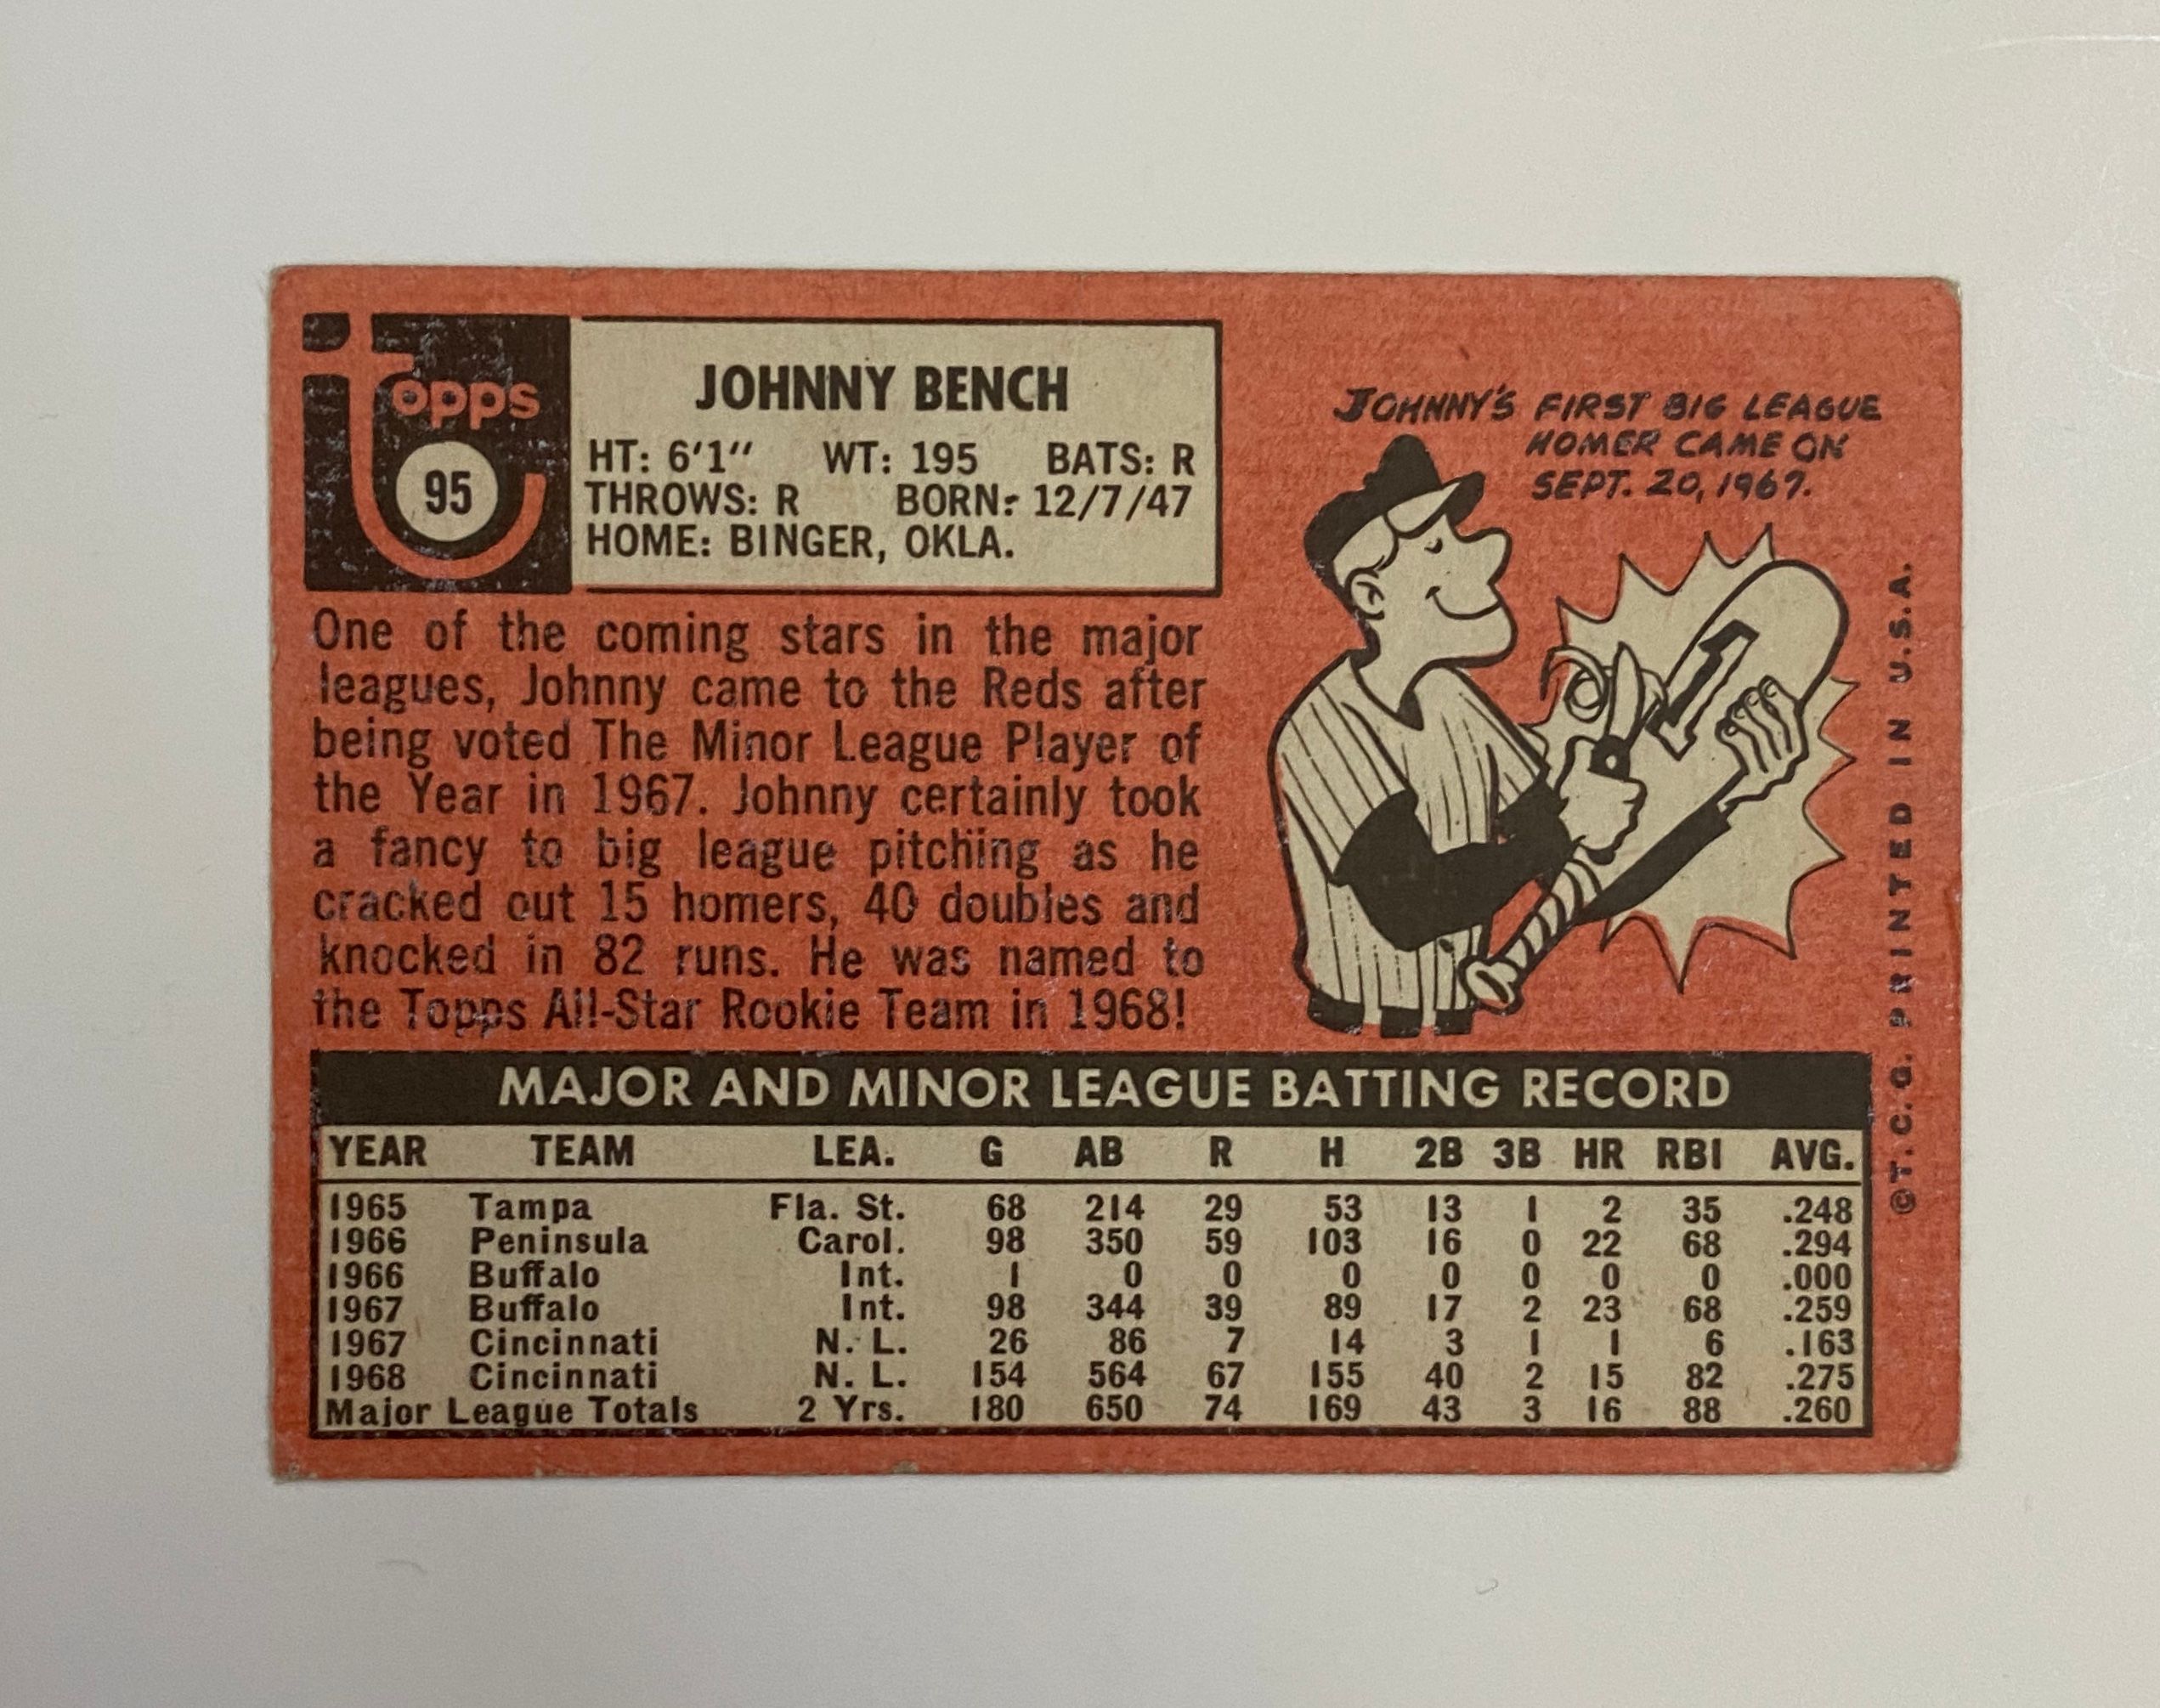 Topps
95
JOHNNY BENCH
HT: 6'1" WT: 195 BATS: R
THROWS: R BORN: 12/7/47
HOME: BINGER, OKLA.
JOHNNY'S FIRST BIG LEAGUE
HOMER CAME ON
SEPT. 20, 1967.
1
One of the coming stars in the major
leagues, Johnny came to the Reds after
being voted The Minor League Player of
the Year in 1967. Johnny certainly took
a fancy to big league pitching as he
cracked out 15 homers, 40 doubles and
knocked in 82 runs. He was named to
the Topps All-Star Rookie Team in 1968!
MAJOR AND MINOR LEAGUE BATTING RECORD
YEAR TEAM LEA. G AB R H 2B 3B HR RBI AVG.
1965 Tampa Fla. St. 68 214 29 53 13 1 2 35 .248
1966 Peninsula Carol. 98 350 59 103 16 0 22 68 .294
1966 Buffalo Int. 1 0 0 0 0 0 0 0 .000
1967 Buffalo Int. 98 344 39 89 17 2 23 68 .259
1967 Cincinnati N. L. 26 86 7 14 3 1 1 6 .163
1968 Cincinnati N. L. 154 564 67 155 40 2 15 82 .275
Major League Totals 2 Yrs. 180 650 74 169 43 3 16 88 .260
©T.C.G. PRINTED IN U.S.A.